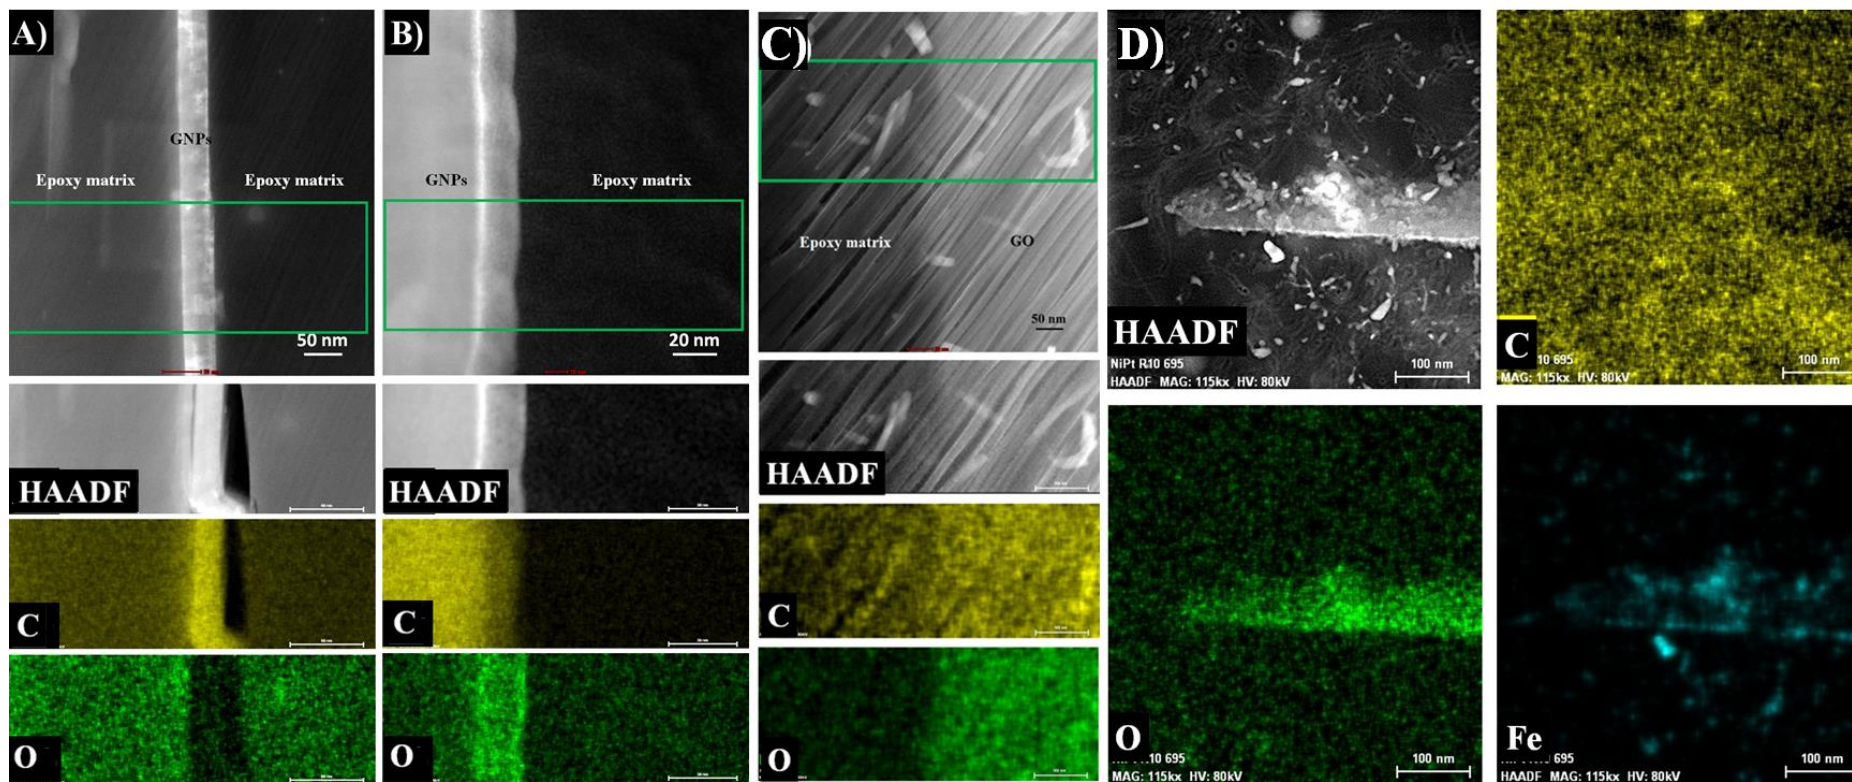 A)
GNPs
Epoxy matrix
Epoxy matrix
50 nm
HAADF
C
O
B)
GNPs
Epoxy matrix
20 nm
HAADF
C
O
C)
Epoxy matrix
GO
50 nm
HAADF
C
O
D)
HAADF
NiPt R10 695
HAADF MAG: 115kx HV: 80kV
100 nm
C
10 695
MAG: 115kx HV: 80kV
100 nm
O
10 695
MAG: 115kx HV: 80kV
100 nm
Fe
695
HAADF MAG: 115kx HV: 80kV
100 nm